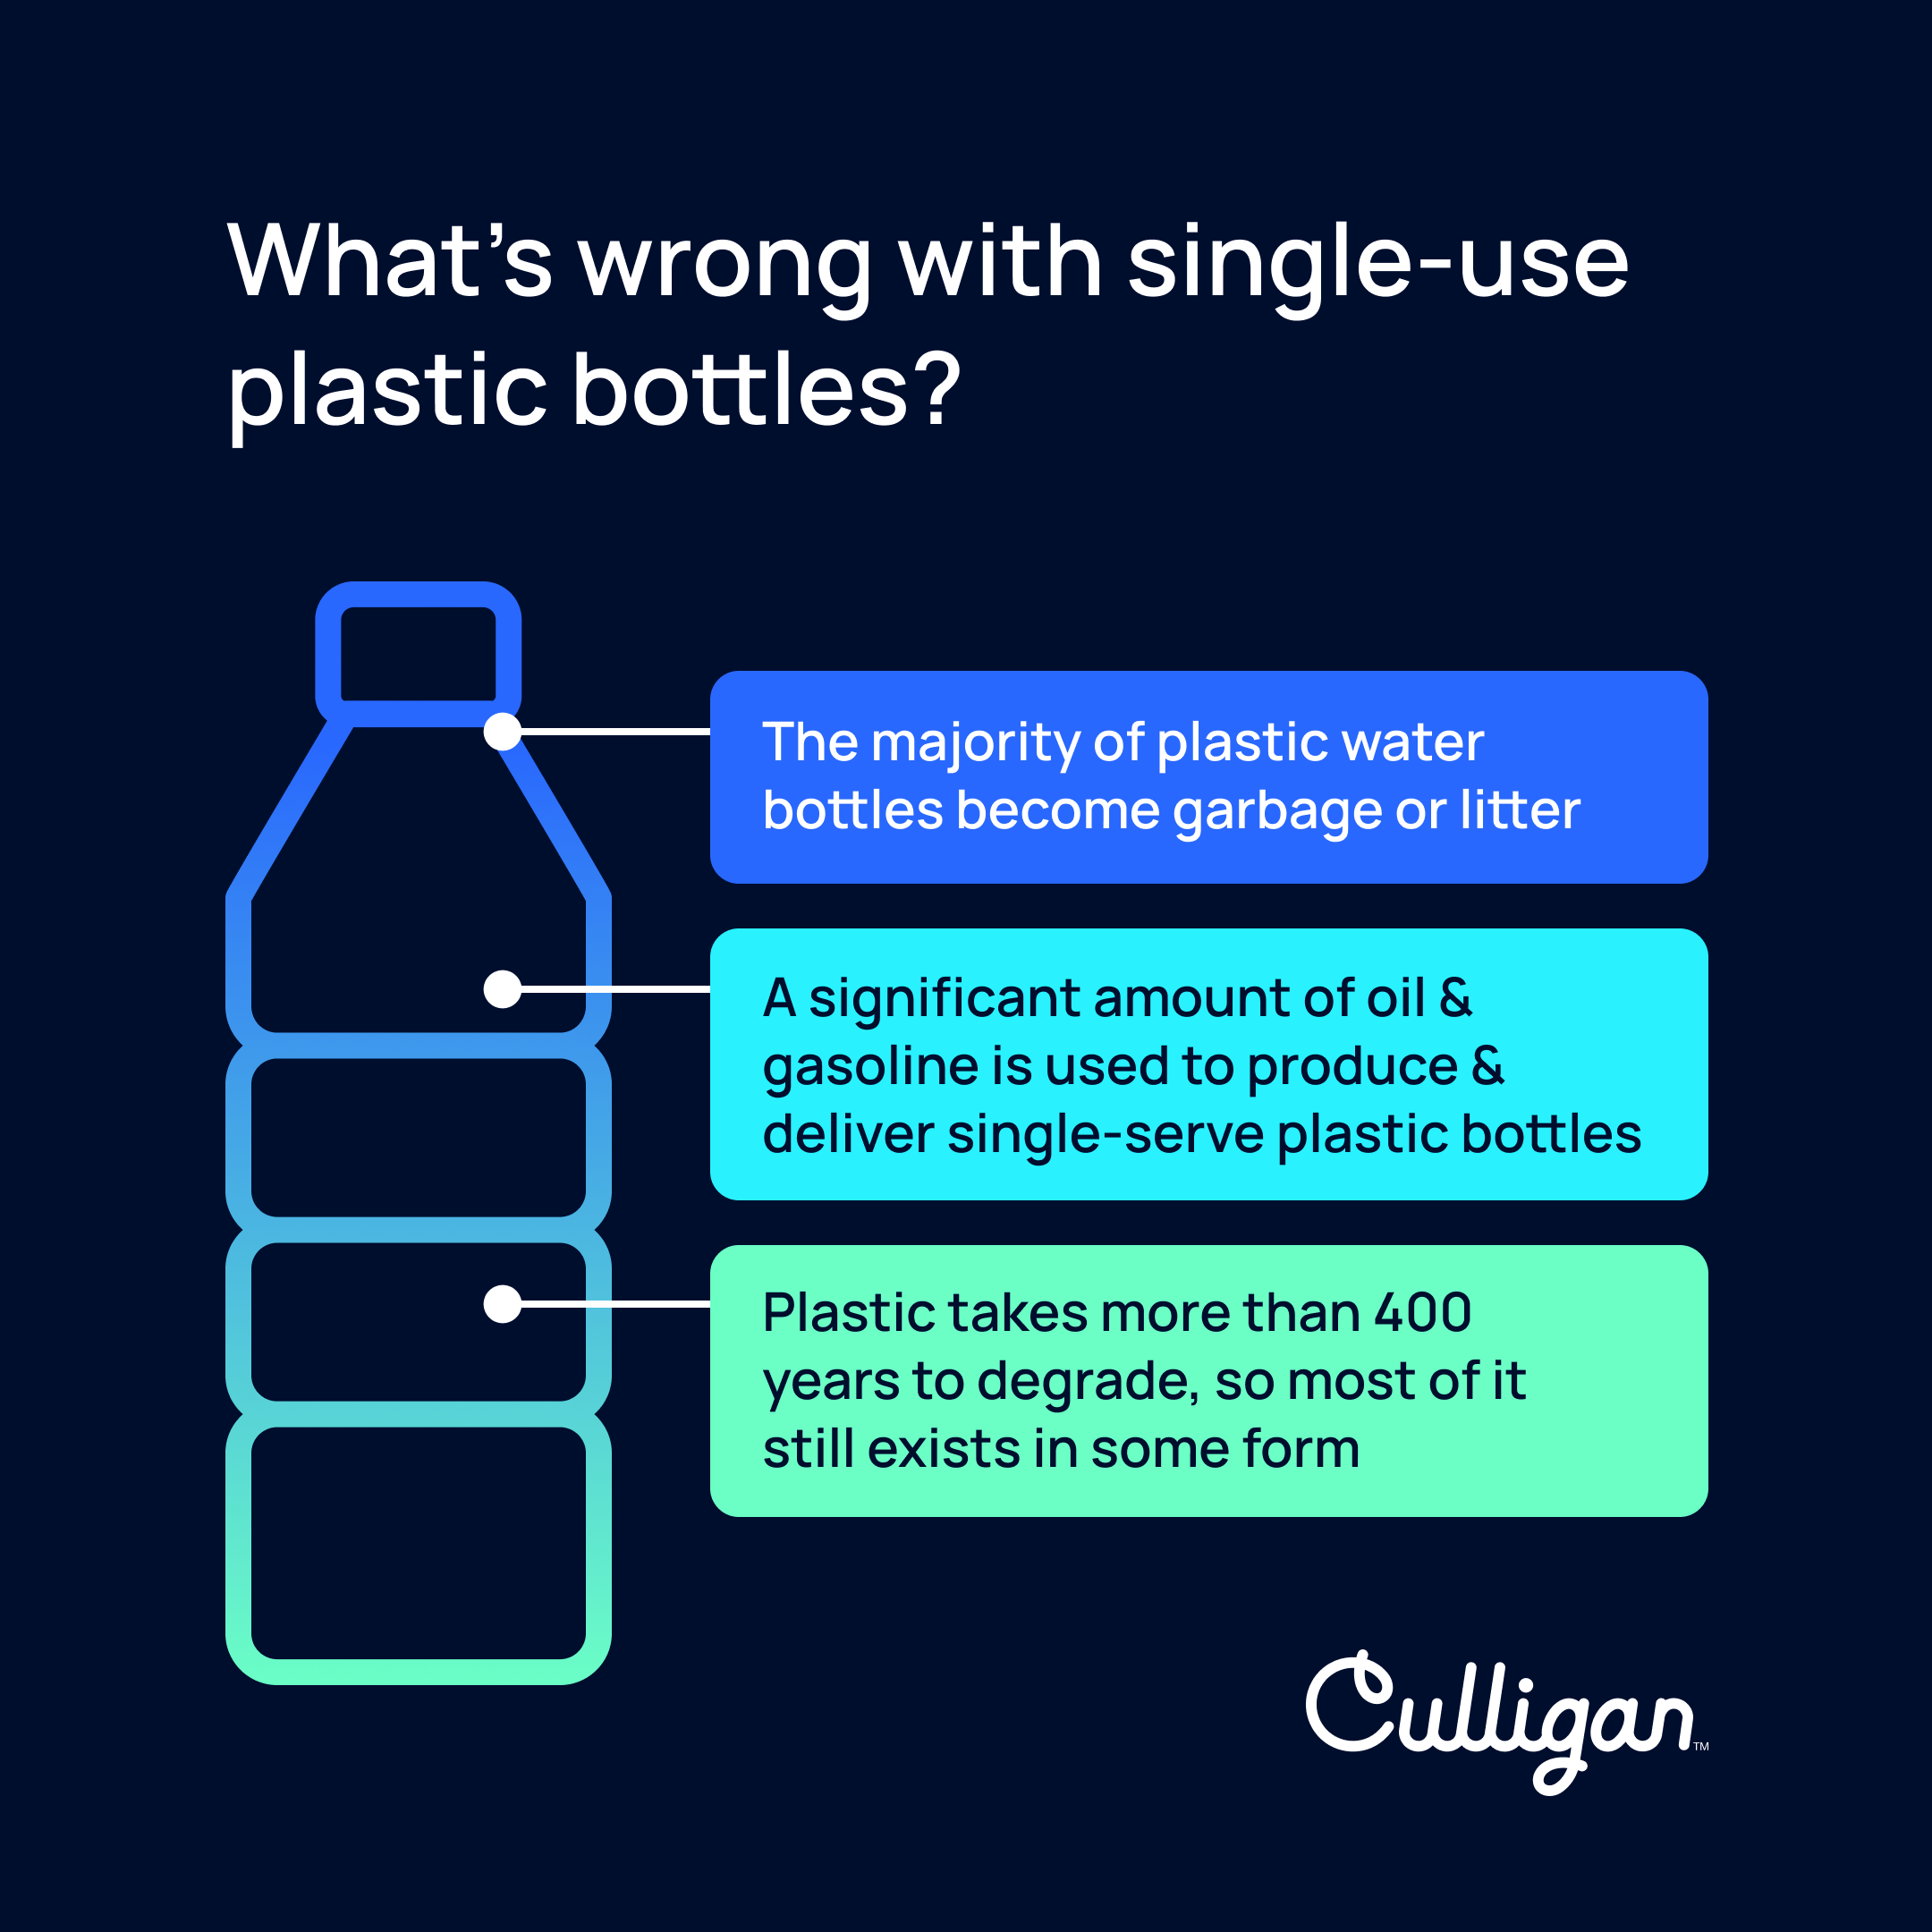 What’s wrong with single-use
plastic bottles?
The majority of plastic water
bottles become garbage or litter
A significant amount of oil &
gasoline is used to produce &
deliver single-serve plastic bottles
Plastic takes more than 400
years to degrade, so most of it
still exists in some form
Culligan™